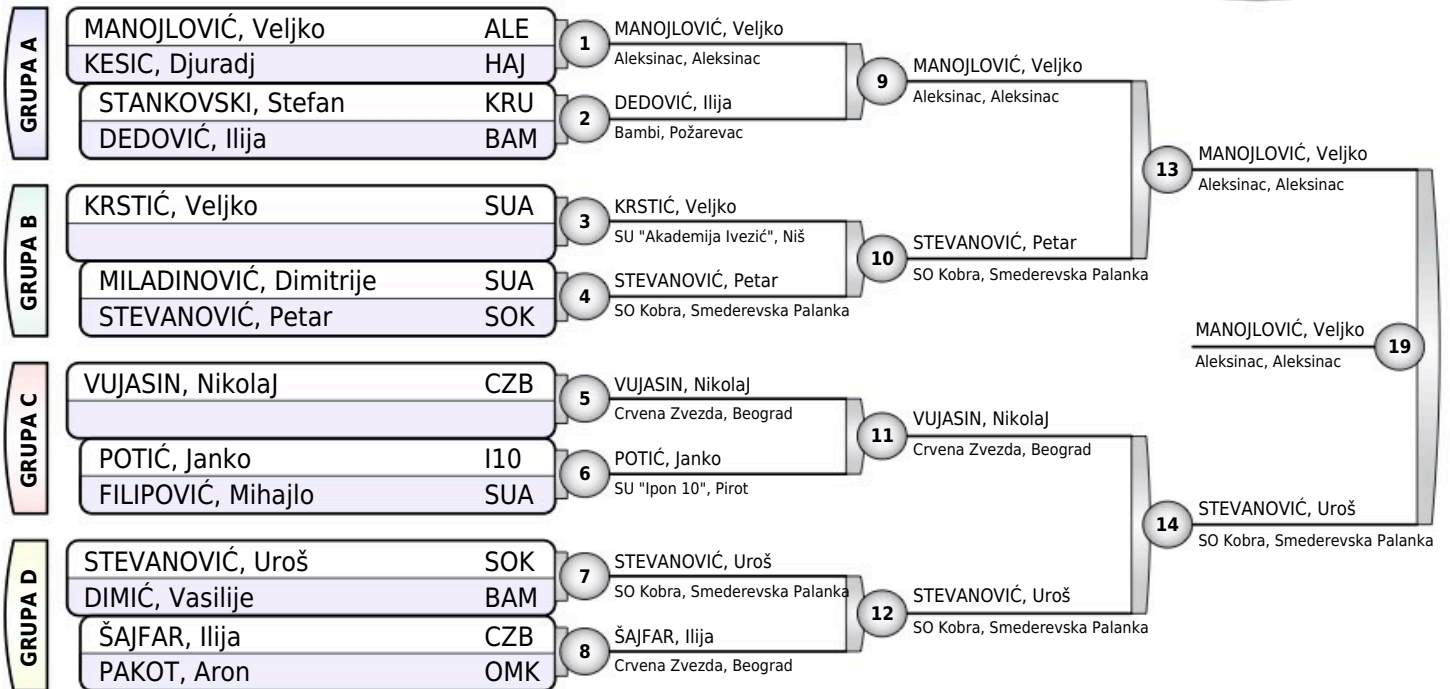 GRUPA A
MANOJLOVIĆ, Veljko ALE
KESIC, Djuradj HAJ
STANKOVSKI, Stefan KRU
DEDOVIĆ, Ilija BAM
GRUPA B
KRSTIĆ, Veljko SUA
MILADINOVIĆ, Dimitrije SUA
STEVANOVIĆ, Petar SOK
GRUPA C
VUJASIN, NikolaJ CZB
POTIĆ, Janko I10
FILIPOVIĆ, Mihajlo SUA
GRUPA D
STEVANOVIĆ, Uroš SOK
DIMIĆ, Vasilije BAM
ŠAJFAR, Ilija CZB
PAKOT, Aron OMK
1
MANOJLOVIĆ, Veljko
Aleksinac, Aleksinac
2
DEDOVIĆ, Ilija
Bambi, Požarevac
3
KRSTIĆ, Veljko
SU "Akademija Ivezić", Niš
4
STEVANOVIĆ, Petar
SO Kobra, Smederevska Palanka
5
VUJASIN, NikolaJ
Crvena Zvezda, Beograd
6
POTIĆ, Janko
SU "Ipon 10", Pirot
7
STEVANOVIĆ, Uroš
SO Kobra, Smederevska Palanka
8
ŠAJFAR, Ilija
Crvena Zvezda, Beograd
9
MANOJLOVIĆ, Veljko
Aleksinac, Aleksinac
10
STEVANOVIĆ, Petar
SO Kobra, Smederevska Palanka
11
VUJASIN, NikolaJ
Crvena Zvezda, Beograd
12
STEVANOVIĆ, Uroš
SO Kobra, Smederevska Palanka
13
MANOJLOVIĆ, Veljko
Aleksinac, Aleksinac
14
STEVANOVIĆ, Uroš
SO Kobra, Smederevska Palanka
MANOJLOVIĆ, Veljko
Aleksinac, Aleksinac
19